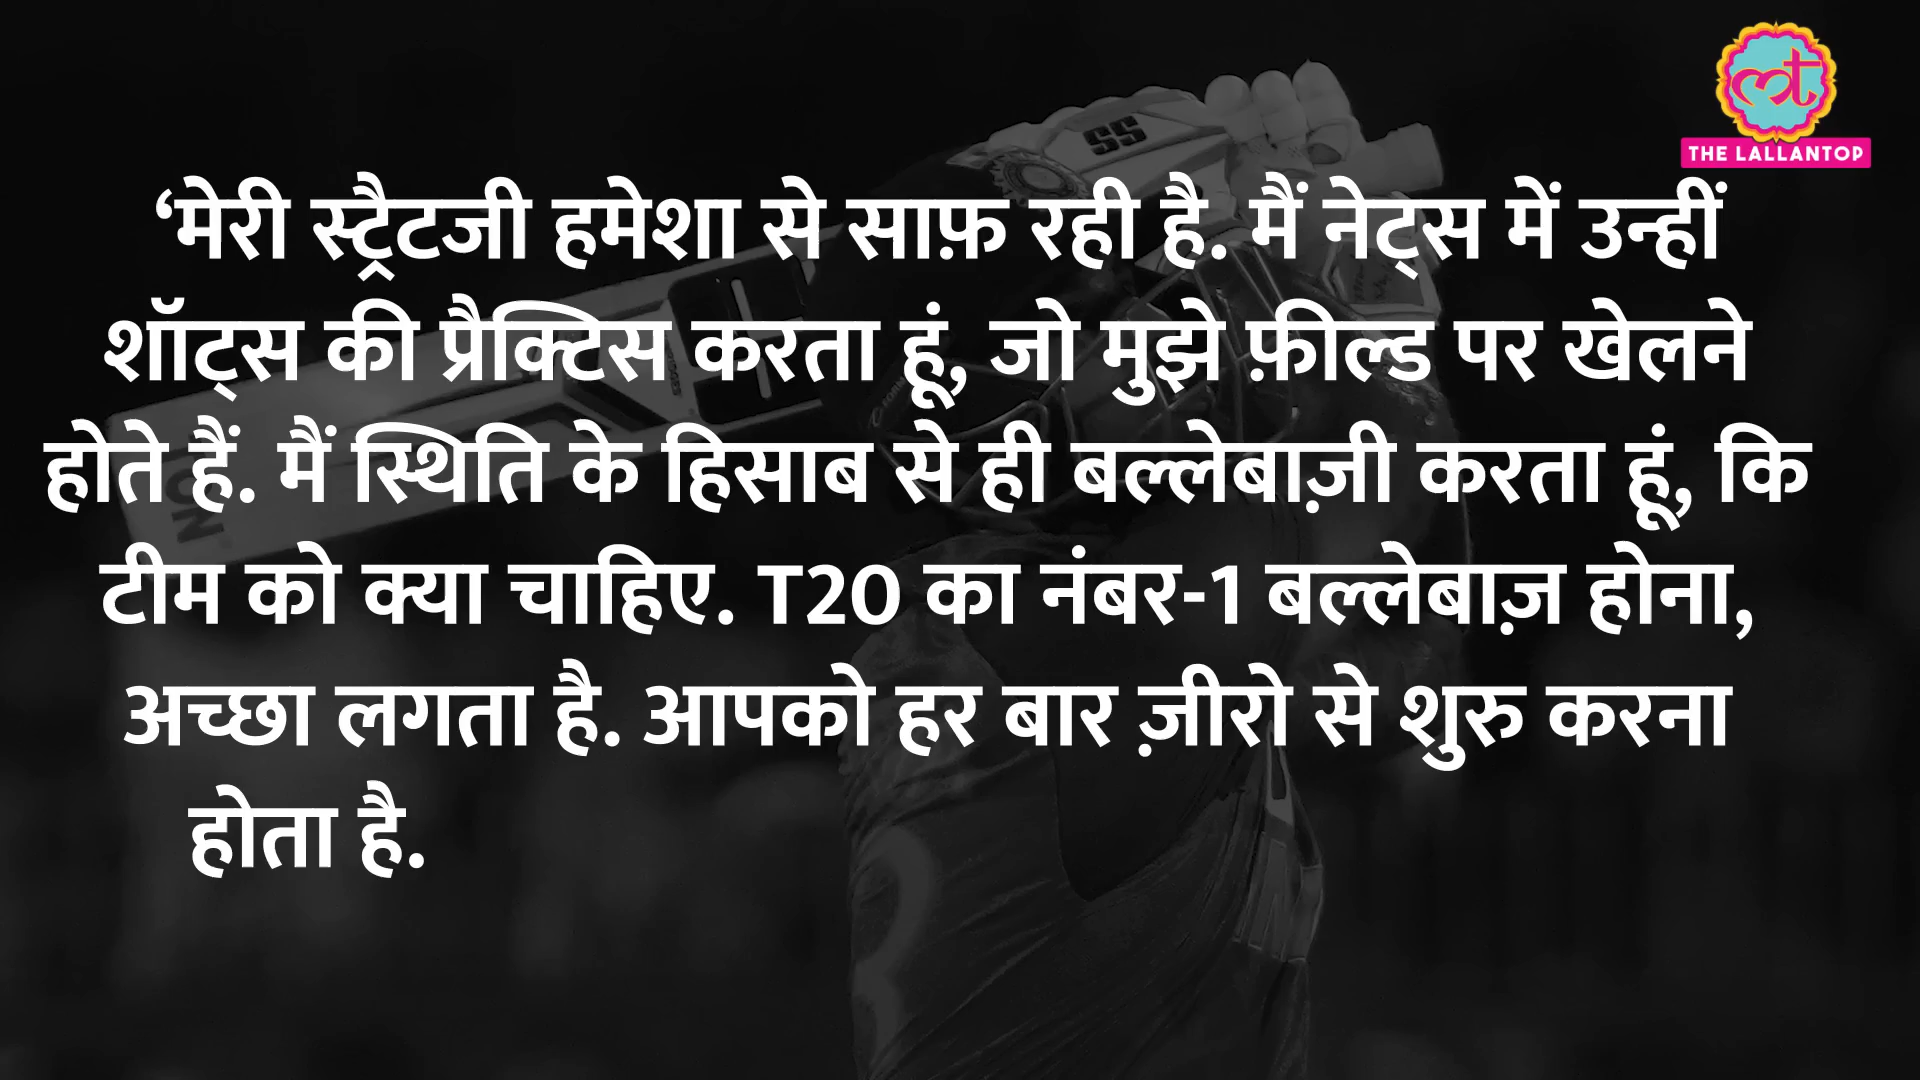 THE LALLANTOP
SS
‘मेरी स्ट्रैटजी हमेशा से साफ़ रही है. मैं नेट्स में उन्हीं
शॉट्स की प्रैक्टिस करता हूं, जो मुझे फ़ील्ड पर खेलने
होते हैं. मैं स्थिति के हिसाब से ही बल्लेबाज़ी करता हूं, कि
टीम को क्या चाहिए. T20 का नंबर-1 बल्लेबाज़ होना,
अच्छा लगता है. आपको हर बार ज़ीरो से शुरु करना
होता है.